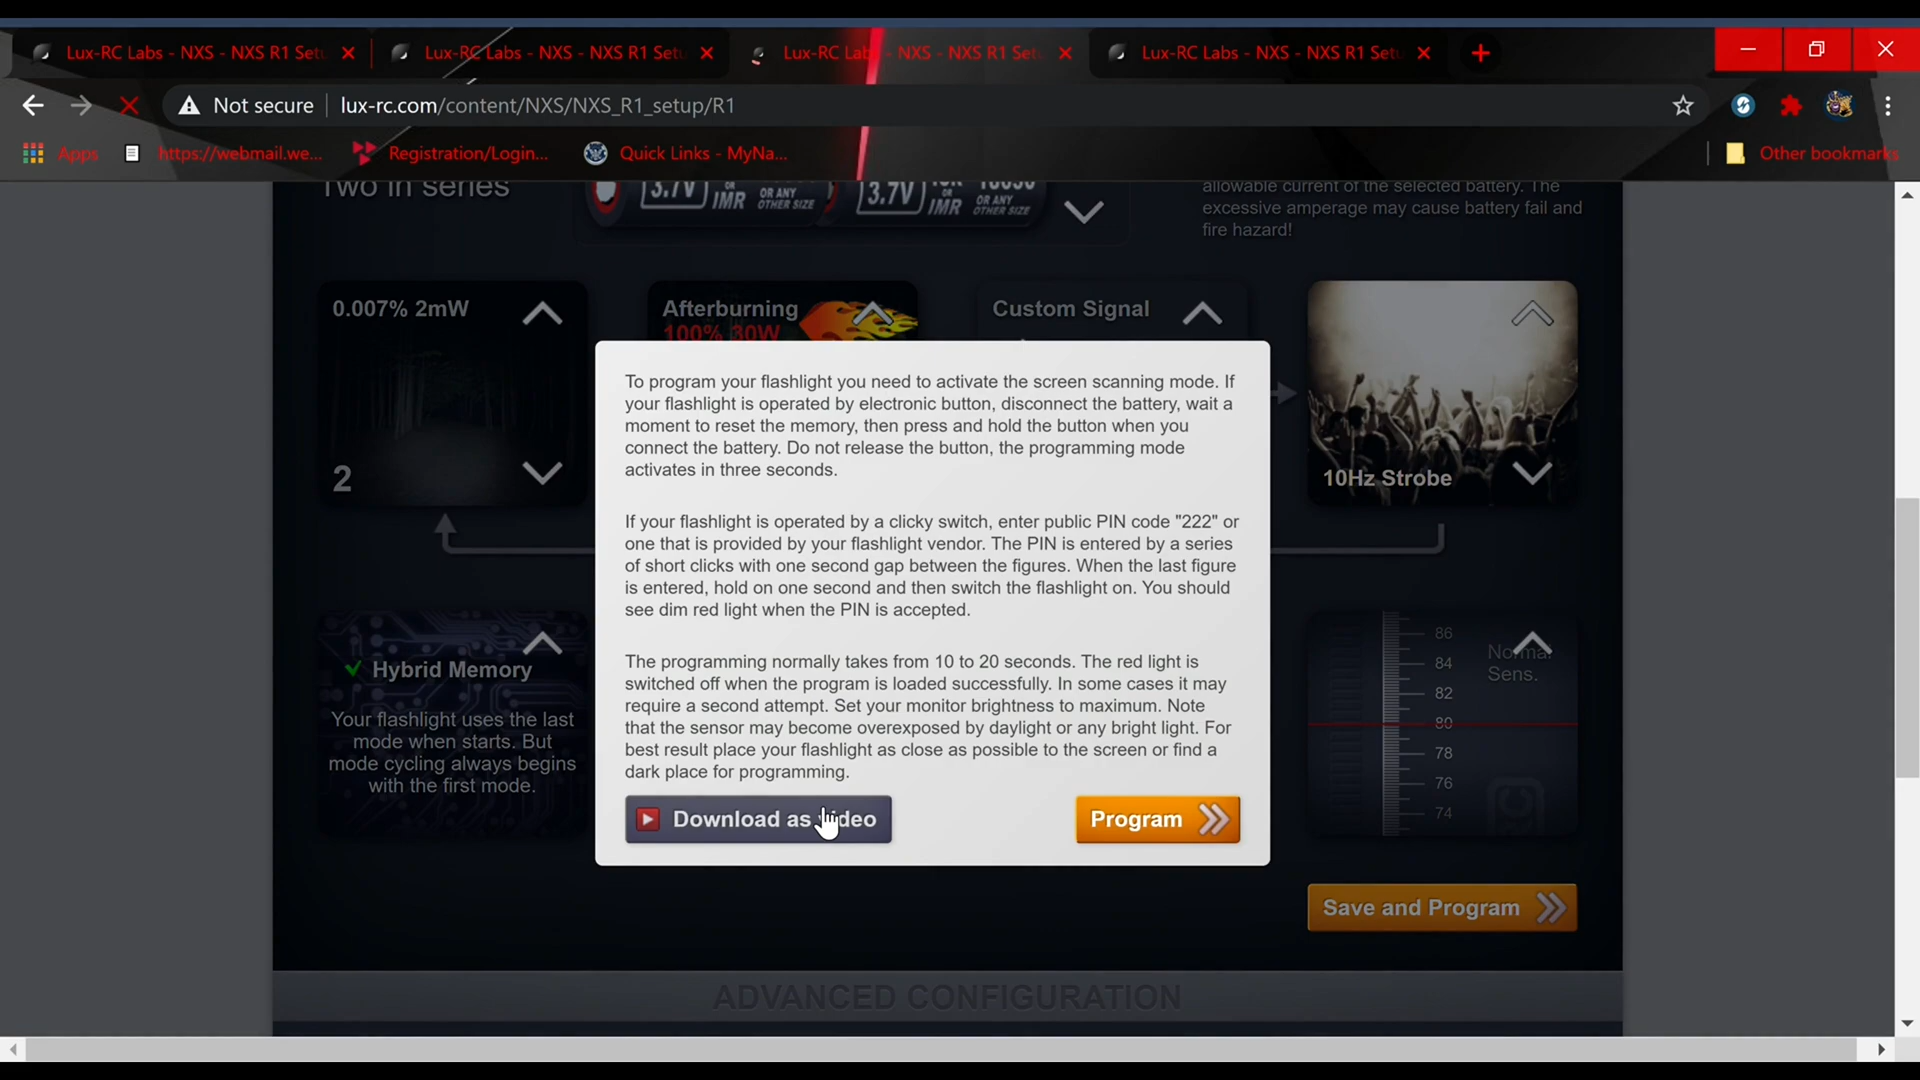 Lux-RC Labs - NXS - NXS R1 Setu
Lux-RC Labs - NXS - NXS R1 Setu
Lux-RC Lab - NXS - NXS R1 Setu
Lux-RC Labs - NXS - NXS R1 Setu
Not secure
lux-rc.com/content/NXS/NXS_R1_setup/R1
Apps
https://webmail.we...
Registration/Login...
Quick Links - MyNa...
Other bookmarks
Two in series
3.7V OR IMR OR ANY OTHER SIZE
3.7V OR IMR OR ANY OTHER SIZE
allowable current of the selected battery. The
excessive amperage may cause battery fail and
fire hazard!
0.007% 2mW
2
Afterburning
100% 30W
Custom Signal
10Hz Strobe
To program your flashlight you need to activate the screen scanning mode. If
your flashlight is operated by electronic button, disconnect the battery, wait a
moment to reset the memory, then press and hold the button when you
connect the battery. Do not release the button, the programming mode
activates in three seconds.
If your flashlight is operated by a clicky switch, enter public PIN code "222" or
one that is provided by your flashlight vendor. The PIN is entered by a series
of short clicks with one second gap between the figures. When the last figure
is entered, hold on one second and then switch the flashlight on. You should
see dim red light when the PIN is accepted.
The programming normally takes from 10 to 20 seconds. The red light is
switched off when the program is loaded successfully. In some cases it may
require a second attempt. Set your monitor brightness to maximum. Note
that the sensor may become overexposed by daylight or any bright light. For
best result place your flashlight as close as possible to the screen or find a
dark place for programming.
Download as video
Program
Hybrid Memory
Your flashlight uses the last
mode when starts. But
mode cycling always begins
with the first mode.
86
84
82
80
78
76
74
Normal
Sens.
Save and Program
ADVANCED CONFIGURATION